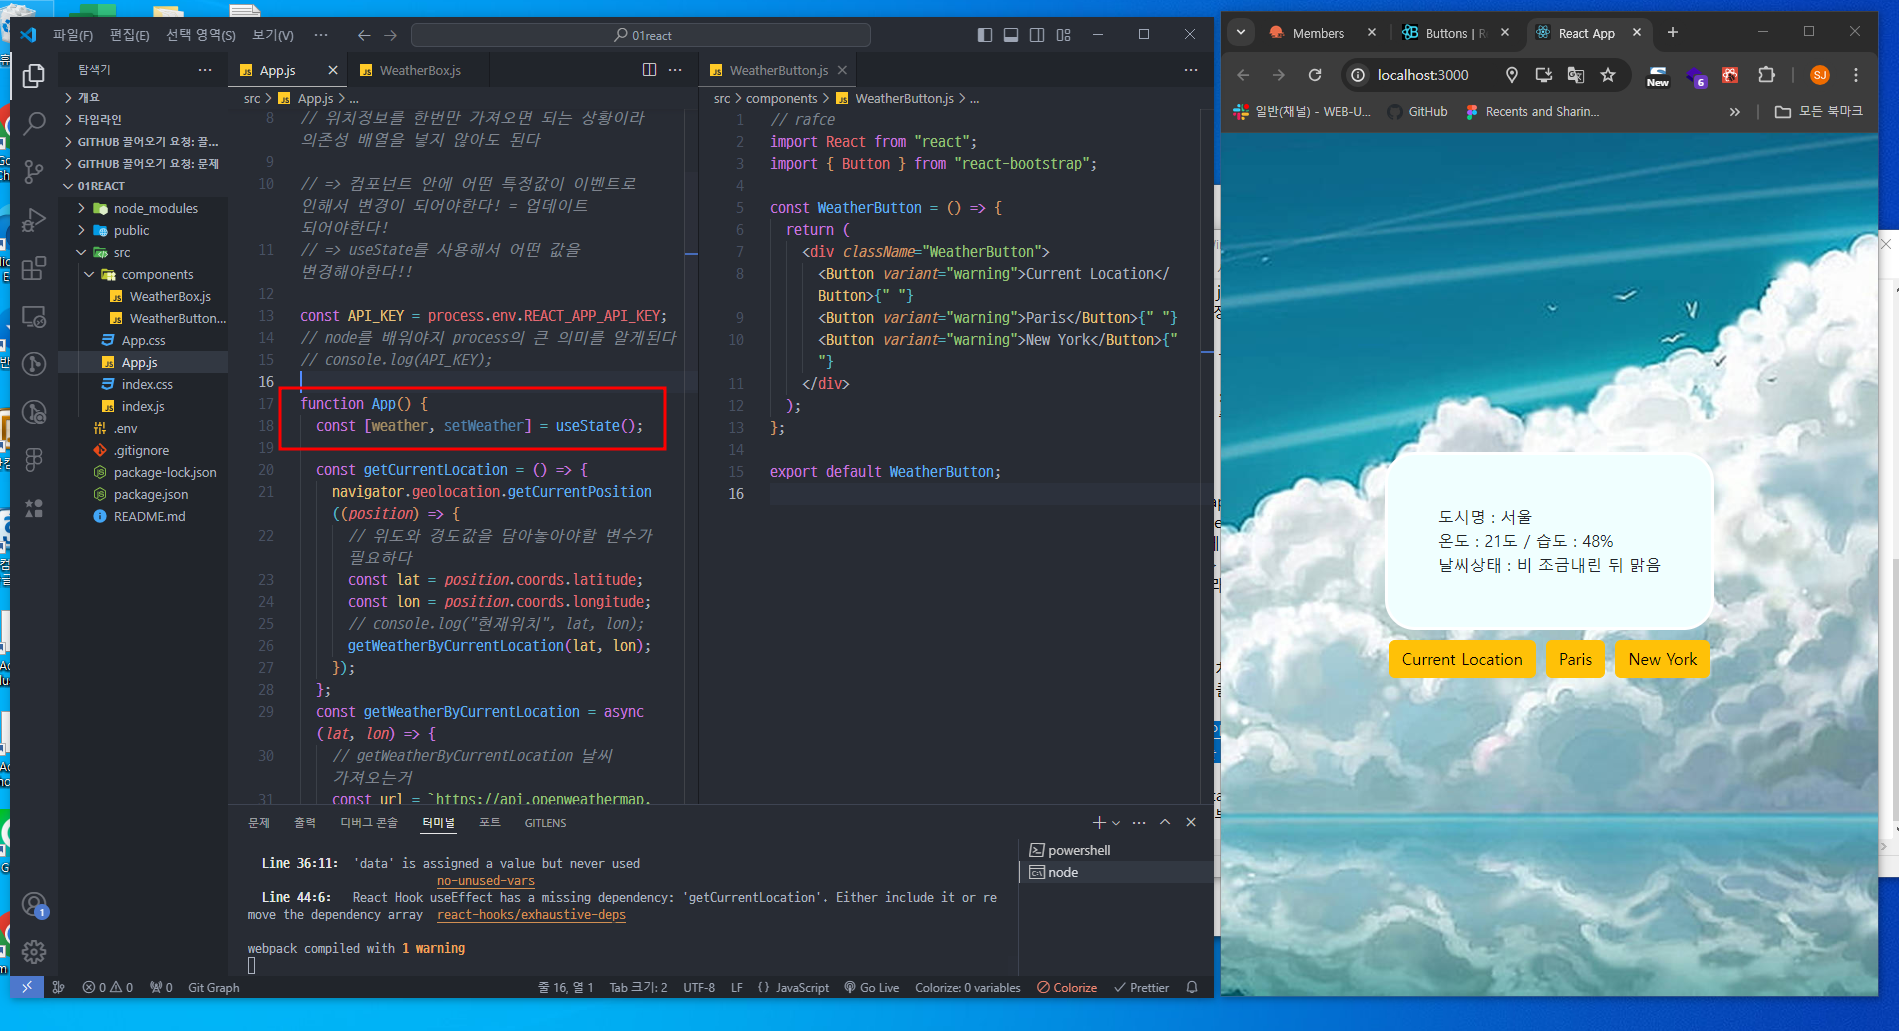 파일(F) 편집(E) 선택 영역(S) 보기(V) ··· 01react
탐색기
개요
타임라인
GITHUB 끌어오기 요청: 끌...
GITHUB 끌어오기 요청: 문제
01REACT
node_modules
public
src
components
WeatherBox.js
WeatherButton...
App.css
App.js
index.css
index.js
.env
.gitignore
package-lock.json
package.json
README.md
App.js WeatherBox.js
src > App.js > ...
8 // 위치정보를 한번만 가져오면 되는 상황이라
의존성 배열을 넣지 않아도 된다
9
10 // => 컴포넌트 안에 어떤 특정값이 이벤트로
인해서 변경이 되어야한다! = 업데이트
되어야한다!
11 // => useState를 사용해서 어떤 값을
변경해야한다!!
12
13 const API_KEY = process.env.REACT_APP_API_KEY;
14 // node를 배워야지 process의 큰 의미를 알게된다
15 // console.log(API_KEY);
16
17 function App() {
18 const [weather, setWeather] = useState();
19
20 const getCurrentLocation = () => {
21 navigator.geolocation.getCurrentPosition
((position) => {
22 // 위도와 경도값을 담아놓아야할 변수가
필요하다
23 const lat = position.coords.latitude;
24 const lon = position.coords.longitude;
25 // console.log("현재위치", lat, lon);
26 getWeatherByCurrentLocation(lat, lon);
27 });
28 };
29 const getWeatherByCurrentLocation = async
(lat, lon) => {
30 // getWeatherByCurrentLocation 날씨
가져오는거
31 const url = `https://api.openweathermap.
WeatherButton.js
src > components > WeatherButton.js > ...
1 // rafce
2 import React from "react";
3 import { Button } from "react-bootstrap";
4
5 const WeatherButton = () => {
6 return (
7 <div className="WeatherButton">
8 <Button variant="warning">Current Location</
Button>{" "}
9 <Button variant="warning">Paris</Button>{" "}
10 <Button variant="warning">New York</Button>{"
"}
11 </div>
12 );
13 };
14
15 export default WeatherButton;
16
문제 출력 디버그 콘솔 터미널 포트 GITLENS
Line 36:11: 'data' is assigned a value but never used
no-unused-vars
Line 44:6: React Hook useEffect has a missing dependency: 'getCurrentLocation'. Either include it or re
move the dependency array react-hooks/exhaustive-deps
webpack compiled with 1 warning
powershell
node
1
0 0 0 Git Graph 줄 16, 열 1 Tab 크기: 2 UTF-8 LF {} JavaScript Go Live Colorize: 0 variables Colorize Prettier
Members Buttons | R React App
localhost:3000 New 6 SJ
일반(채널) - WEB-U... GitHub Recents and Sharin... » 모든 북마크
도시명 : 서울
온도 : 21도 / 습도 : 48%
날씨상태 : 비 조금내린 뒤 맑음
Current Location Paris New York